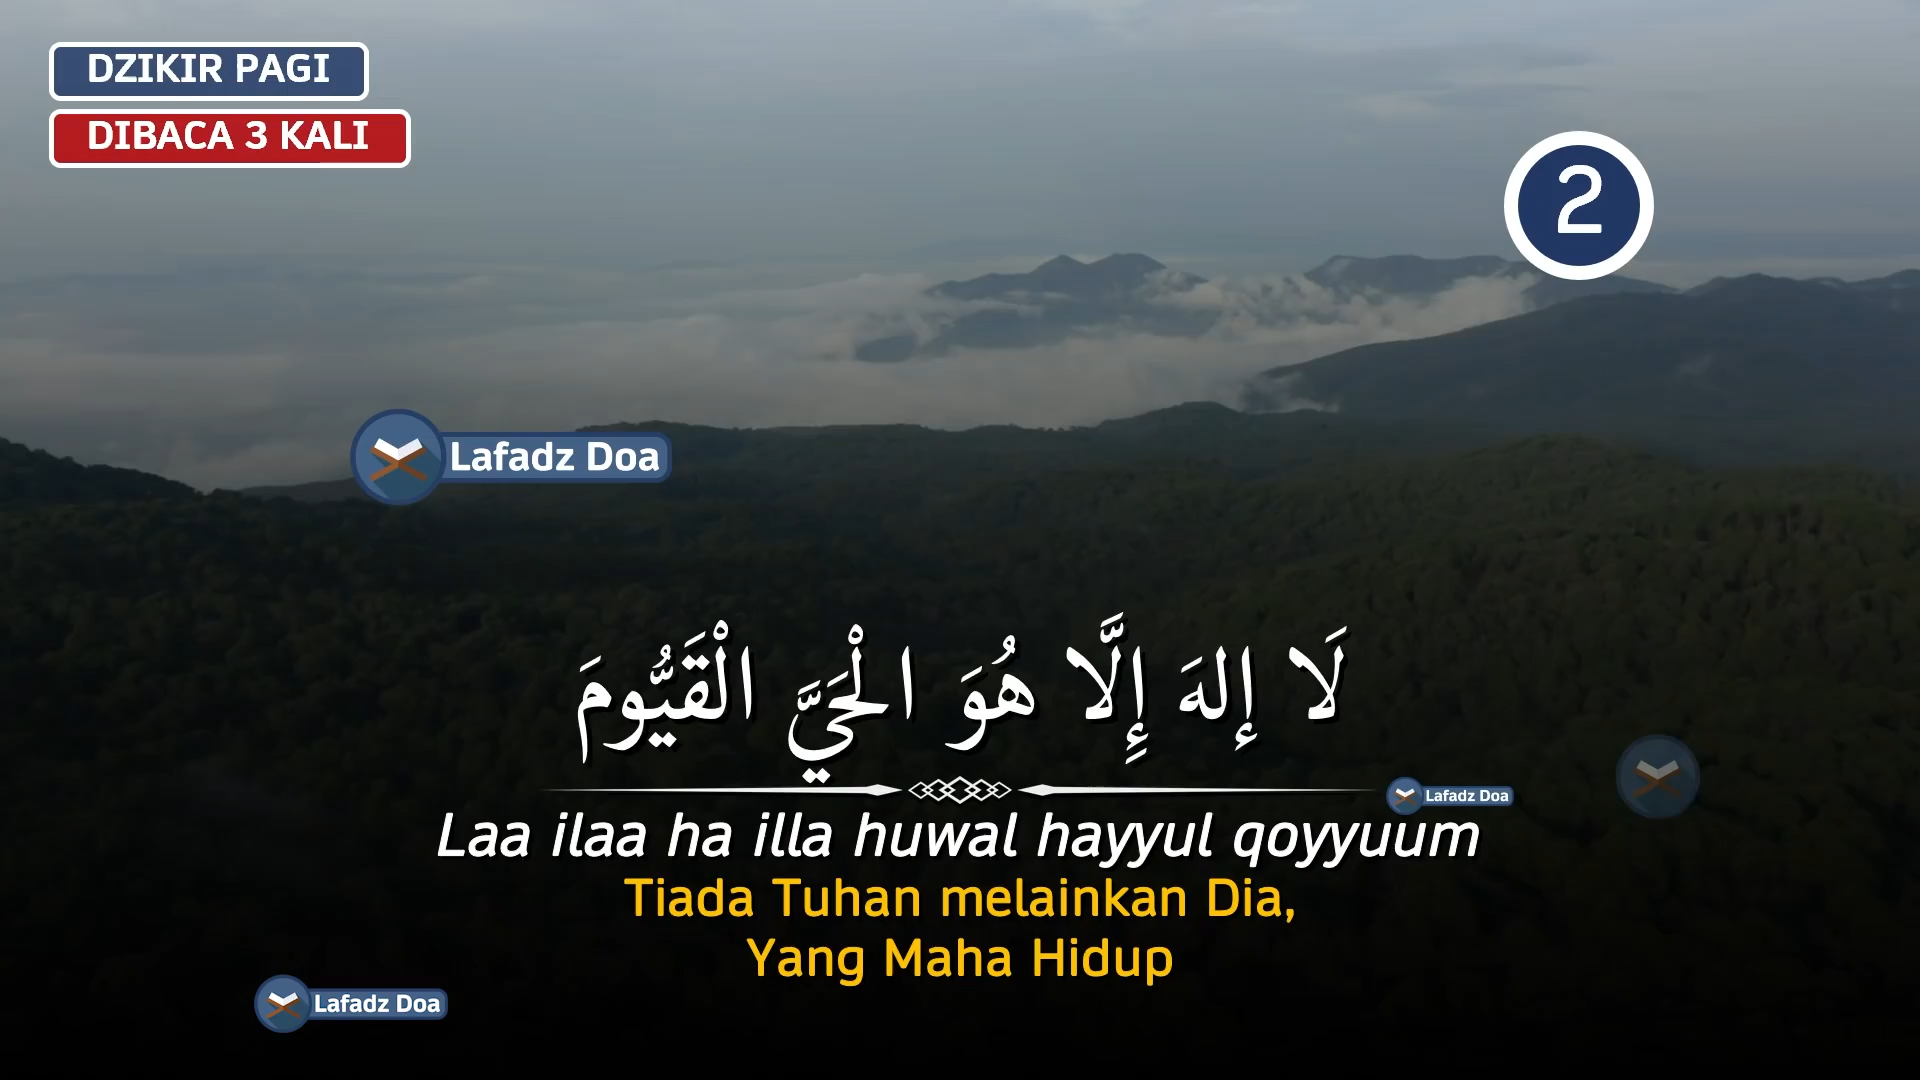 DZIKIR PAGI
DIBACA 3 KALI
2
Lafadz Doa
لَا إِلهَ إِلَّا هُوَ الْحَيَّ الْقَيُّومَ
Lafadz Doa
Laa ilaa ha illa huwal hayyul qoyyuum
Tiada Tuhan melainkan Dia,
Yang Maha Hidup
Lafadz Doa